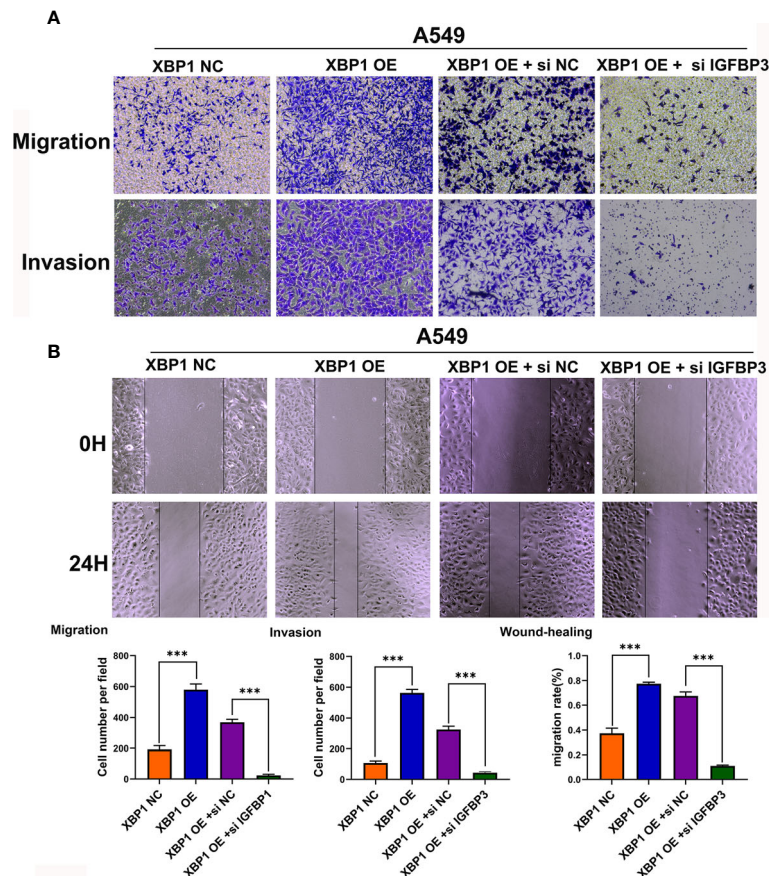 A
A549
XBP1 NC XBP1 OE XBP1 OE + si NC XBP1 OE + si IGFBP3
Migration
Invasion
B
A549
XBP1 NC XBP1 OE XBP1 OE + si NC XBP1 OE + si IGFBP3
0H
24H
Migration Invasion Wound-healing
Cell number per field
800
600
400
200
0
***
***
XBP1 NC
XBP1 OE
XBP1 OE +si NC
XBP1 OE +si IGFBP1
Cell number per field
800
600
400
200
0
***
***
XBP1 NC
XBP1 OE
XBP1 OE +si NC
XBP1 OE +si IGFBP3
migration rate(%)
1.0
0.8
0.6
0.4
0.2
0.0
***
***
XBP1 NC
XBP1 OE
XBP1 OE +si NC
XBP1 OE +si IGFBP3